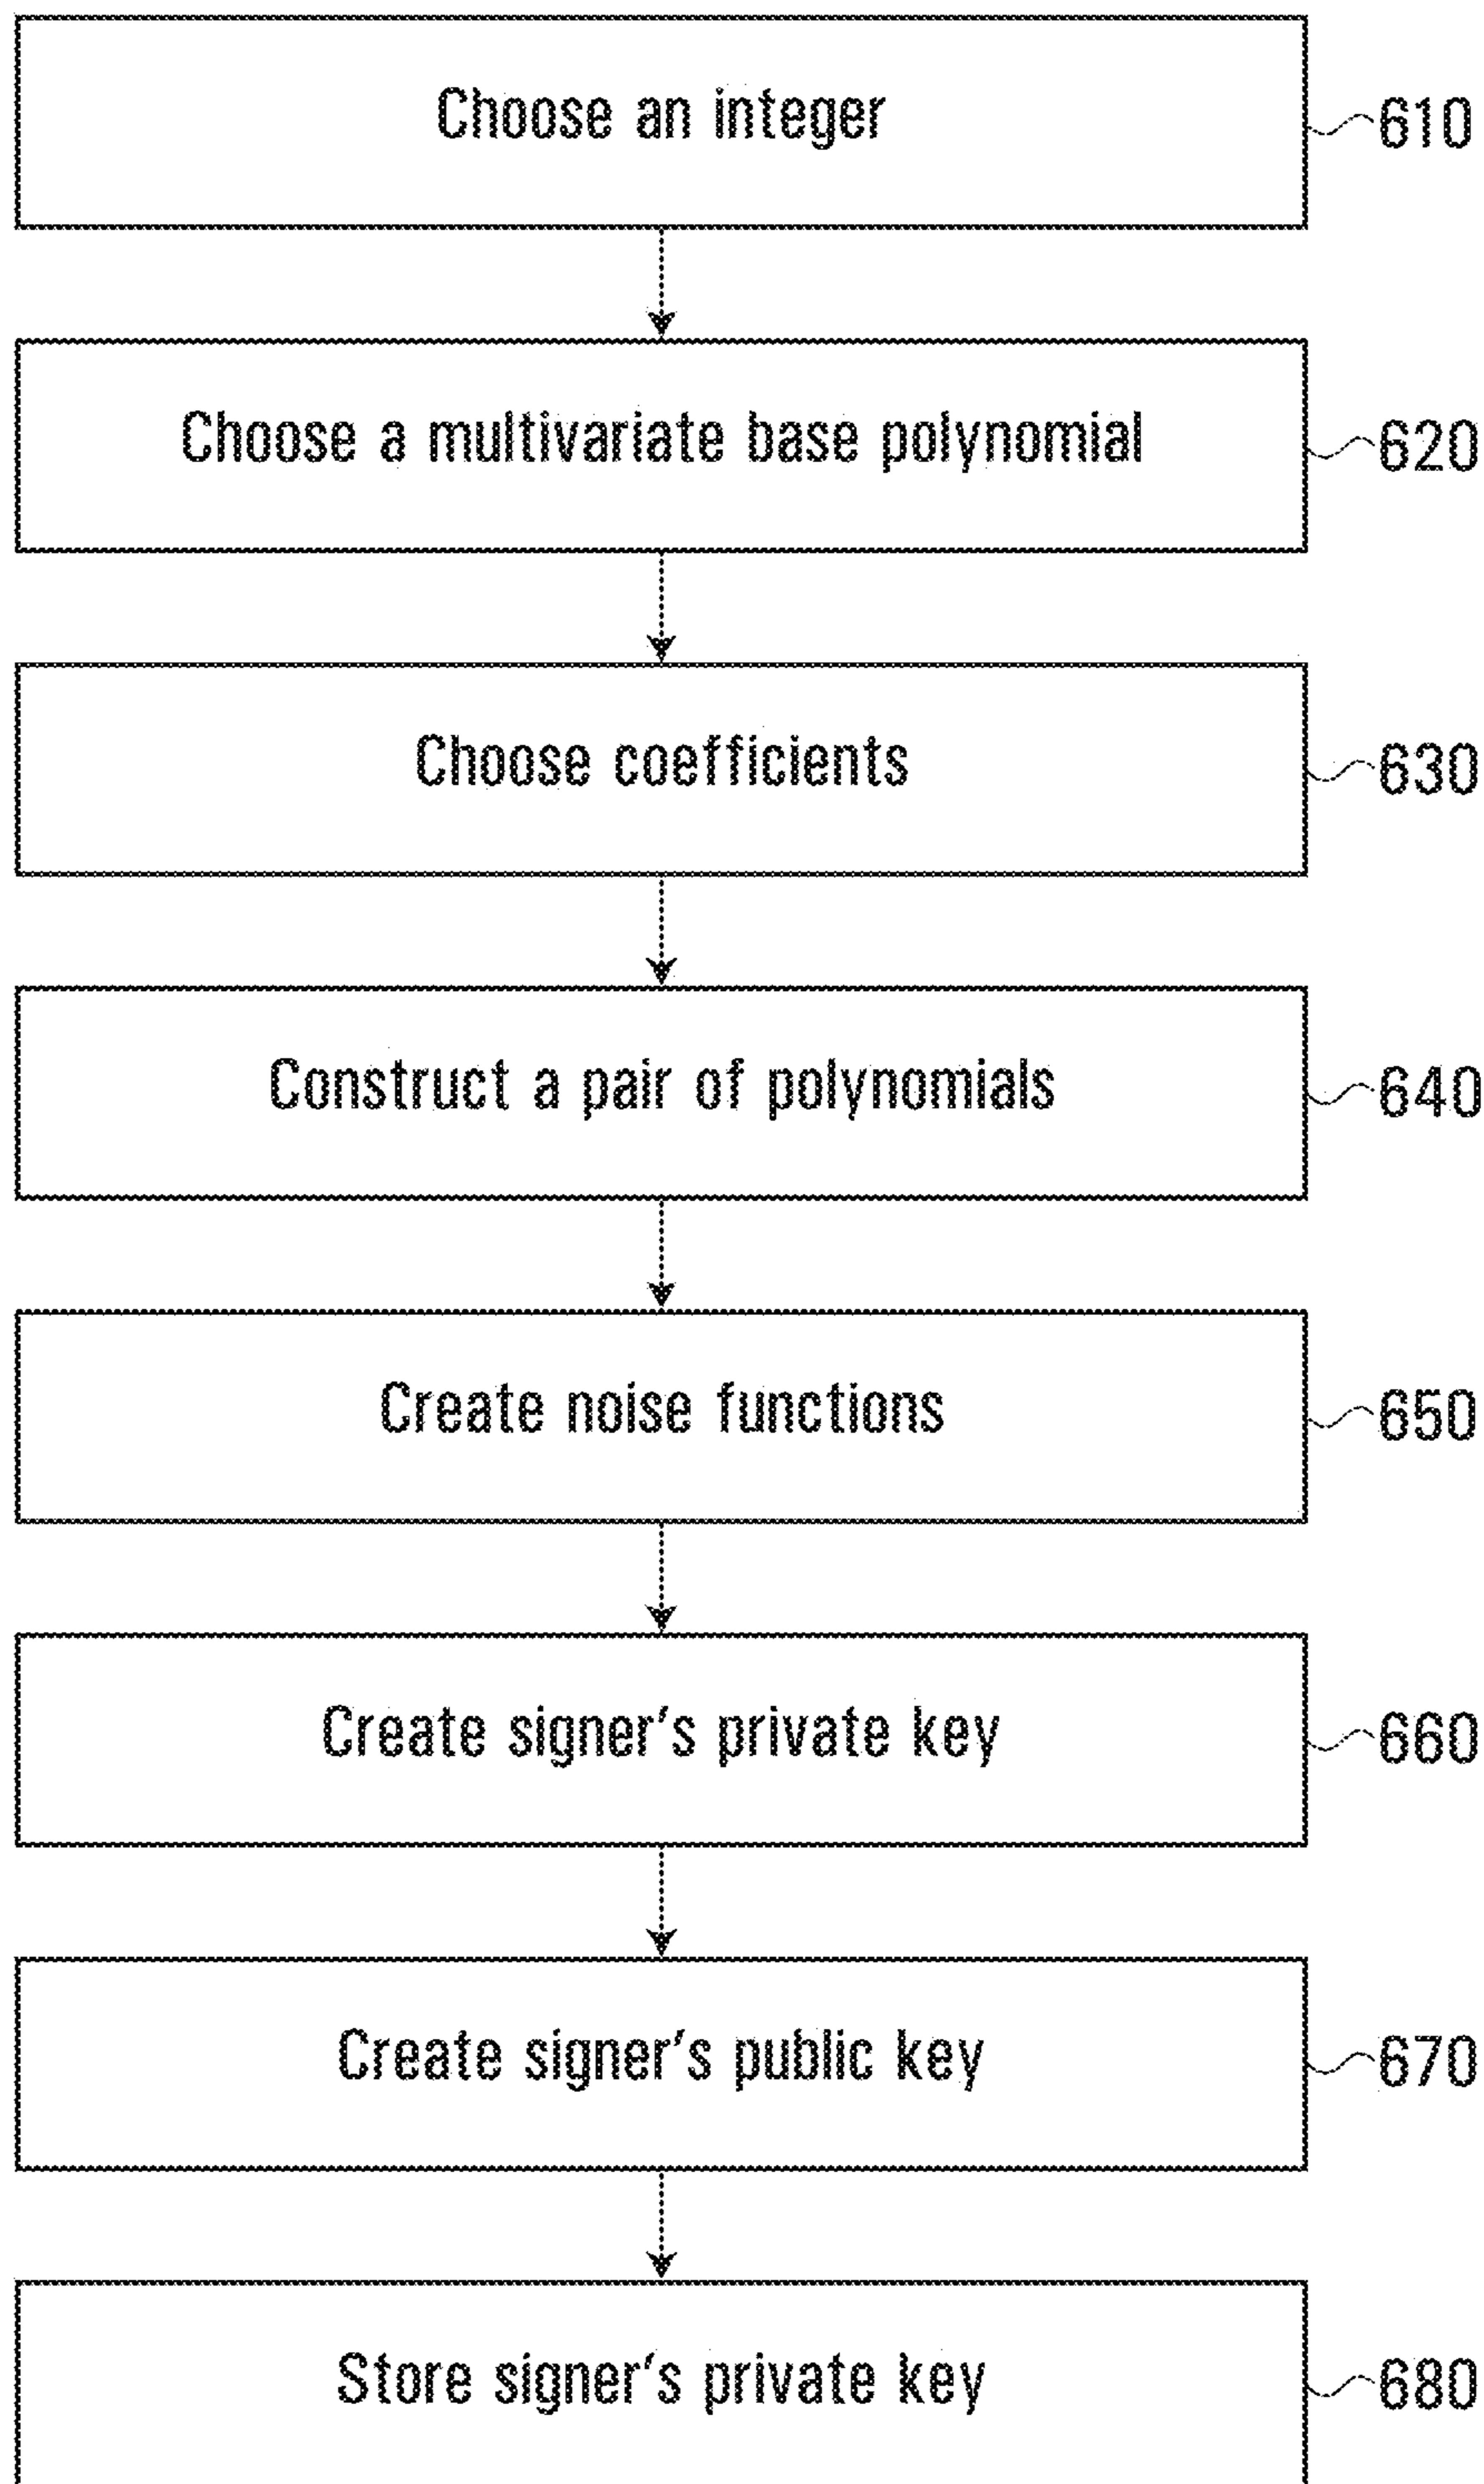 Choose an integer
610
Choose a multivariate base polynomial
620
Choose coefficients
630
Construct a pair of polynomials
640
Create noise functions
650
Create signer's private key
660
Create signer's public key
670
Store signer's private key
680